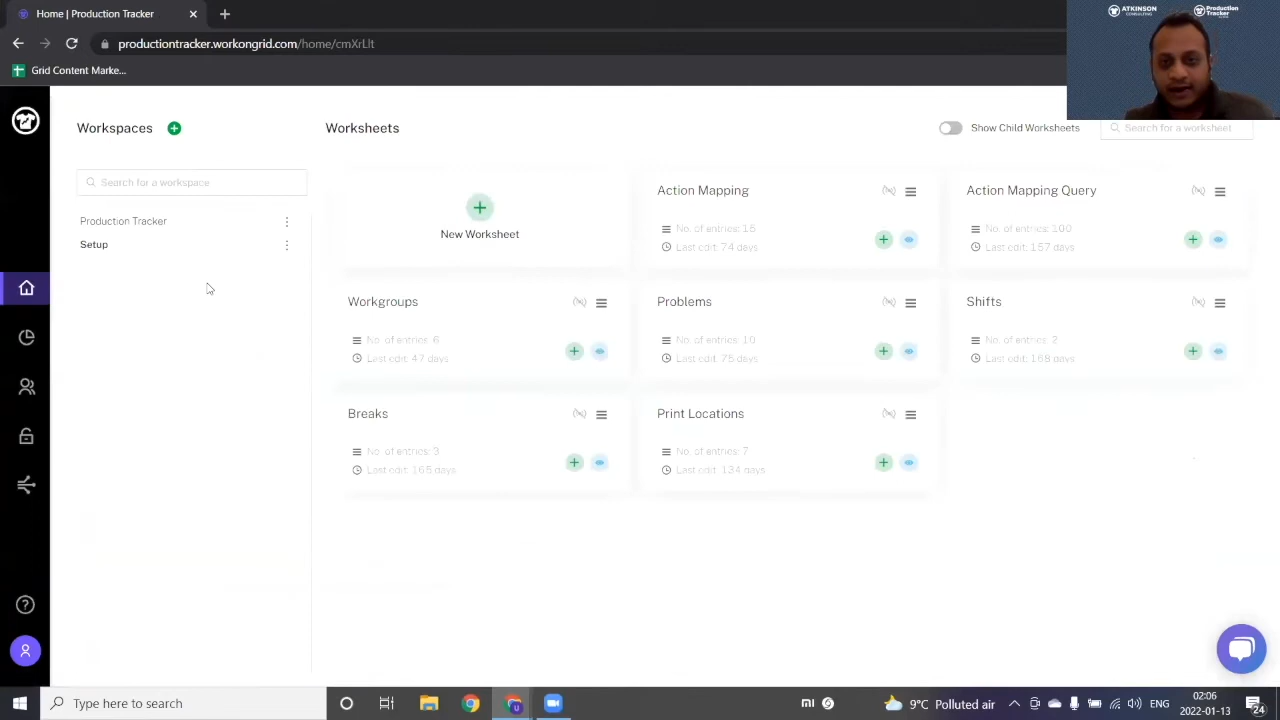 Home | Production Tracker
productiontracker.workongrid.com/home/cmXrLIt
Grid Content Marke...
ATKINSON
CONSULTING
Production
Tracker
Workspaces
Search for a workspace
Production Tracker
Setup
Worksheets
Show Child Worksheets
Search for a worksheet
New Worksheet
Action Mapping
No. of entries: 15
Last edit: 74 days
Action Mapping Query
No. of entries: 100
Last edit: 157 days
Workgroups
No. of entries: 6
Last edit: 47 days
Problems
No. of entries: 10
Last edit: 75 days
Shifts
No. of entries: 2
Last edit: 168 days
Breaks
No. of entries: 3
Last edit: 165 days
Print Locations
No. of entries: 7
Last edit: 134 days
Type here to search
9°C Polluted air
ENG
02:06
2022-01-13
24